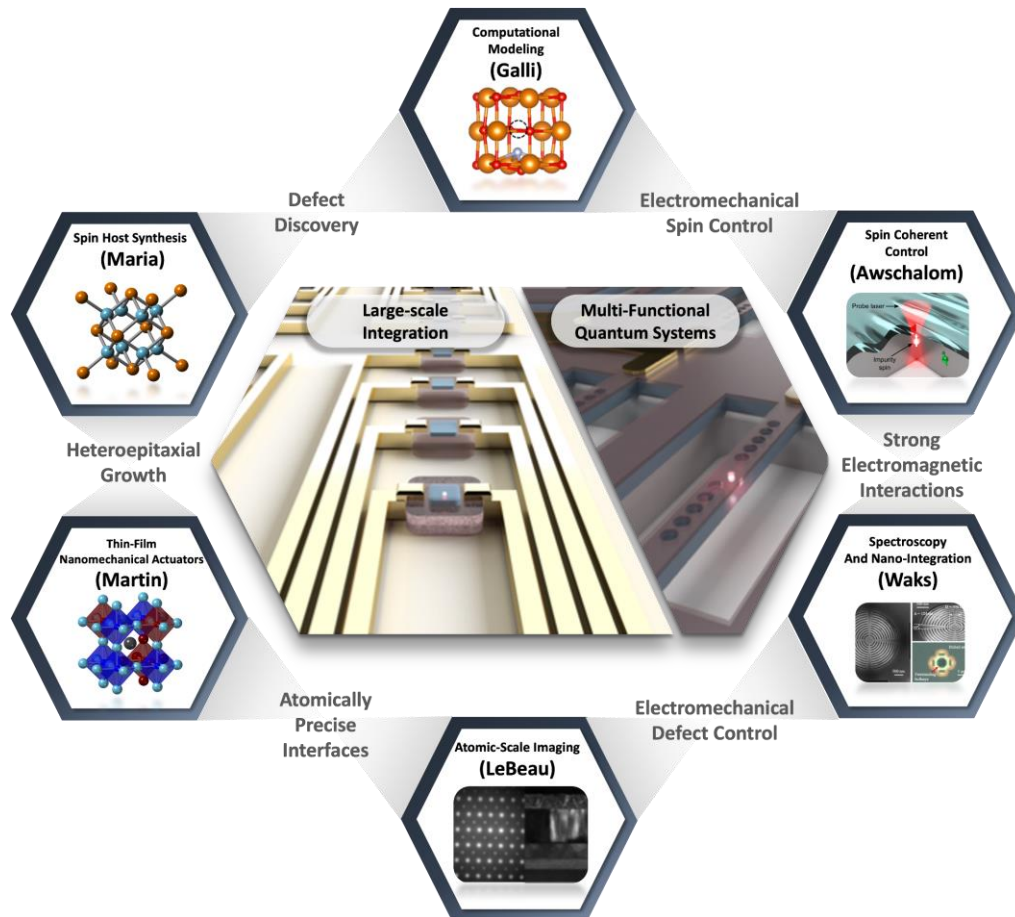 Computational
Modeling
(Galli)
Defect
Discovery
Electromechanical
Spin Control
Spin Host Synthesis
(Maria)
Spin Coherent
Control
(Awschalom)
Probe laser
Impurity
spin
Large-scale
Integration
Multi-Functional
Quantum Systems
Heteroepitaxial
Growth
Strong
Electromagnetic
Interactions
Thin-Film
Nanomechanical Actuators
(Martin)
Spectroscopy
And Nano-Integration
(Waks)
Atomically
Precise
Interfaces
Electromechanical
Defect Control
Atomic-Scale Imaging
(LeBeau)